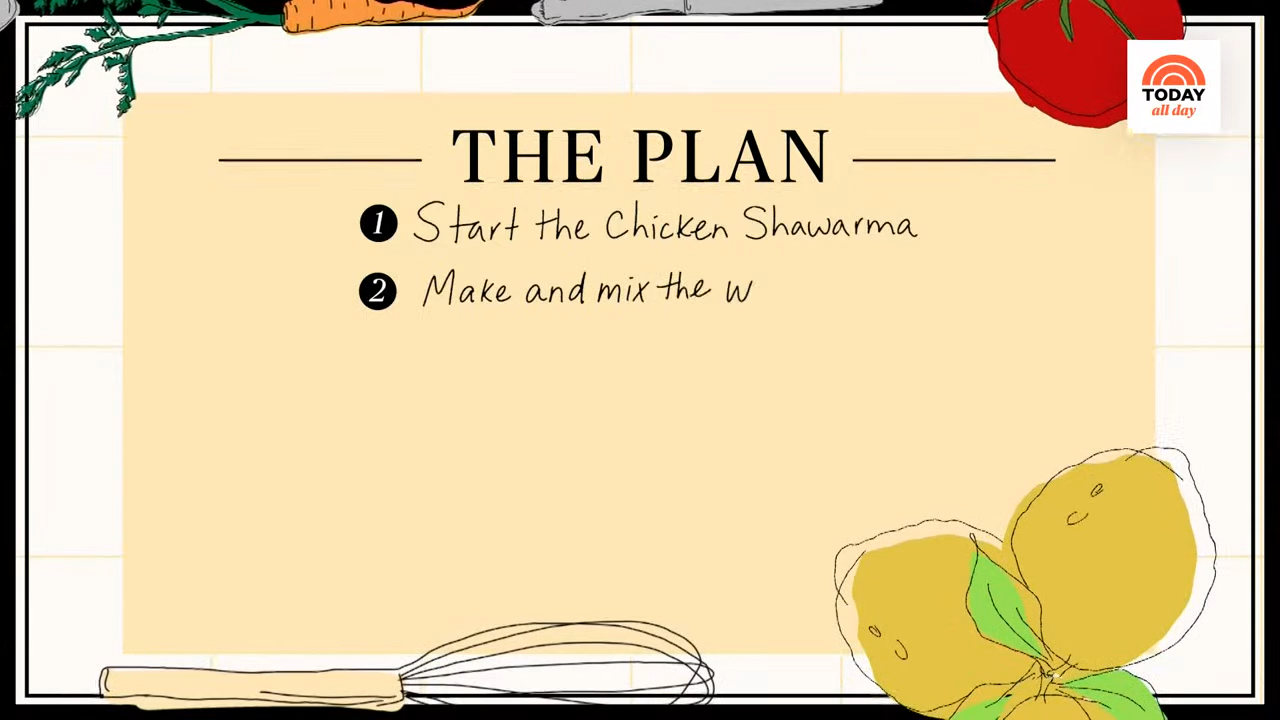 THE PLAN
1 Start the Chicken Shawarma
2 Make and mix the w
TODAY
all day